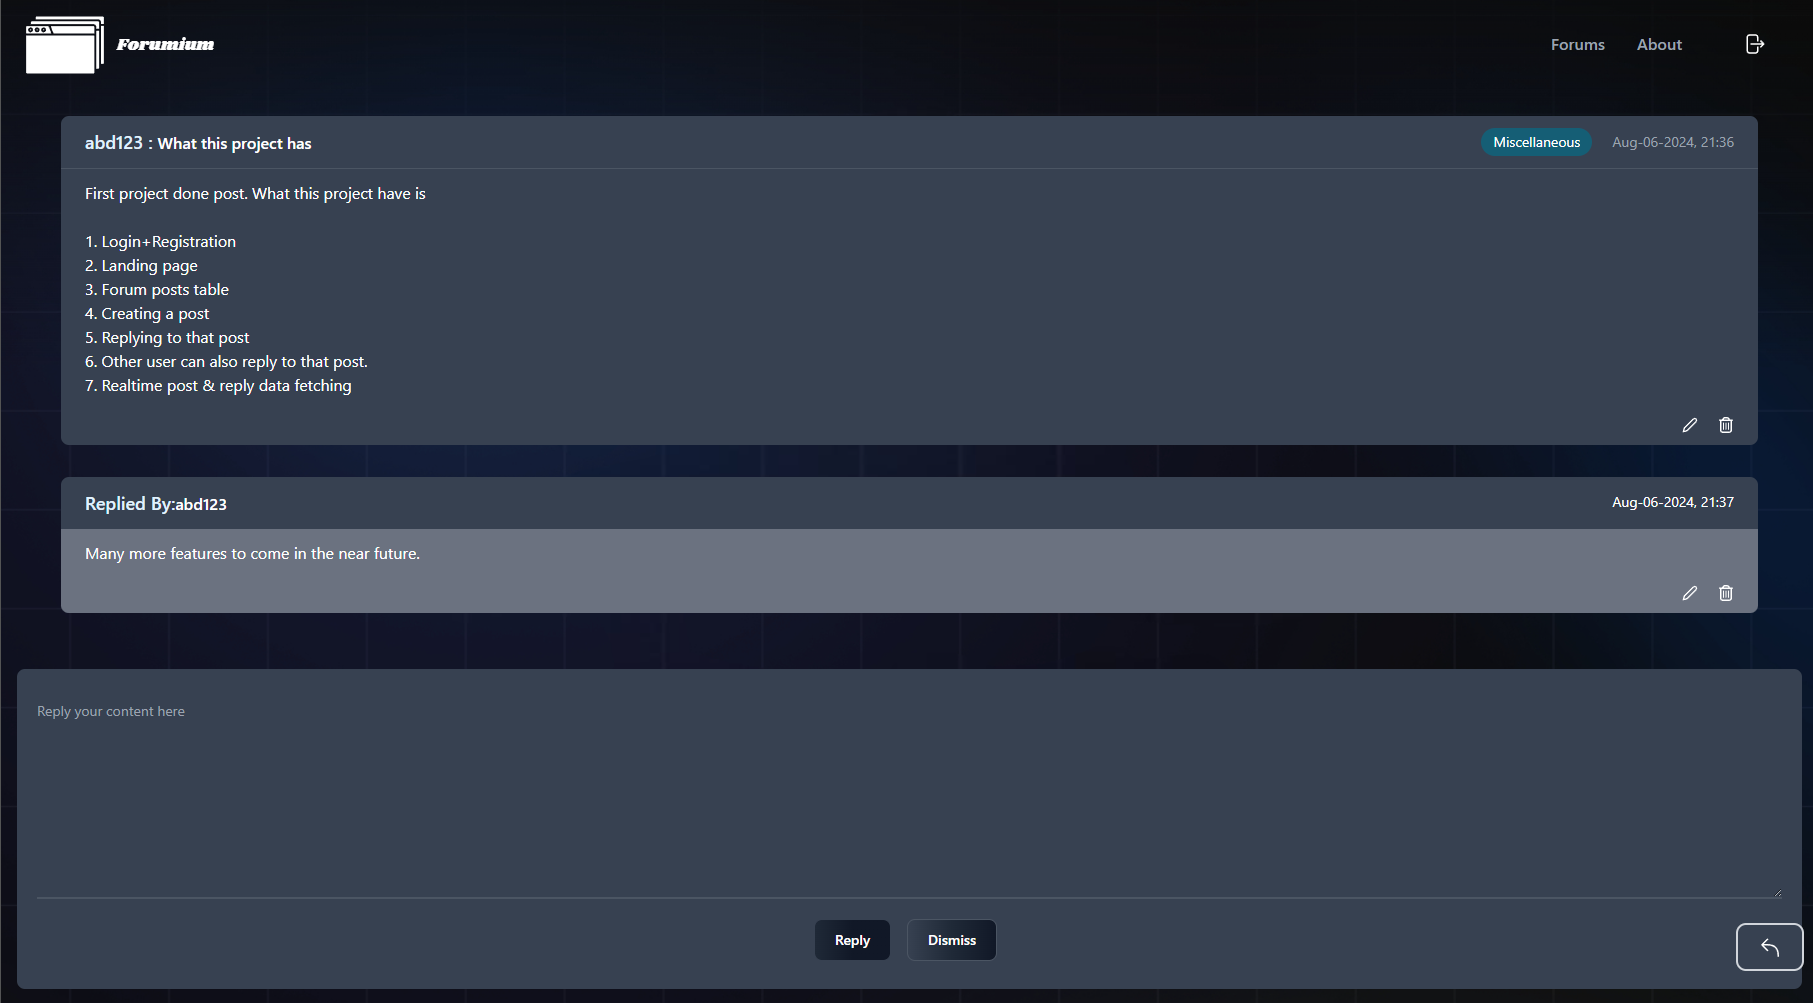 Forumium
Forums
About
abd123 : What this project has
Miscellaneous
Aug-06-2024, 21:36
First project done post. What this project have is
1. Login+Registration
2. Landing page
3. Forum posts table
4. Creating a post
5. Replying to that post
6. Other user can also reply to that post.
7. Realtime post & reply data fetching
Replied By:abd123
Aug-06-2024, 21:37
Many more features to come in the near future.
Reply your content here
Reply
Dismiss